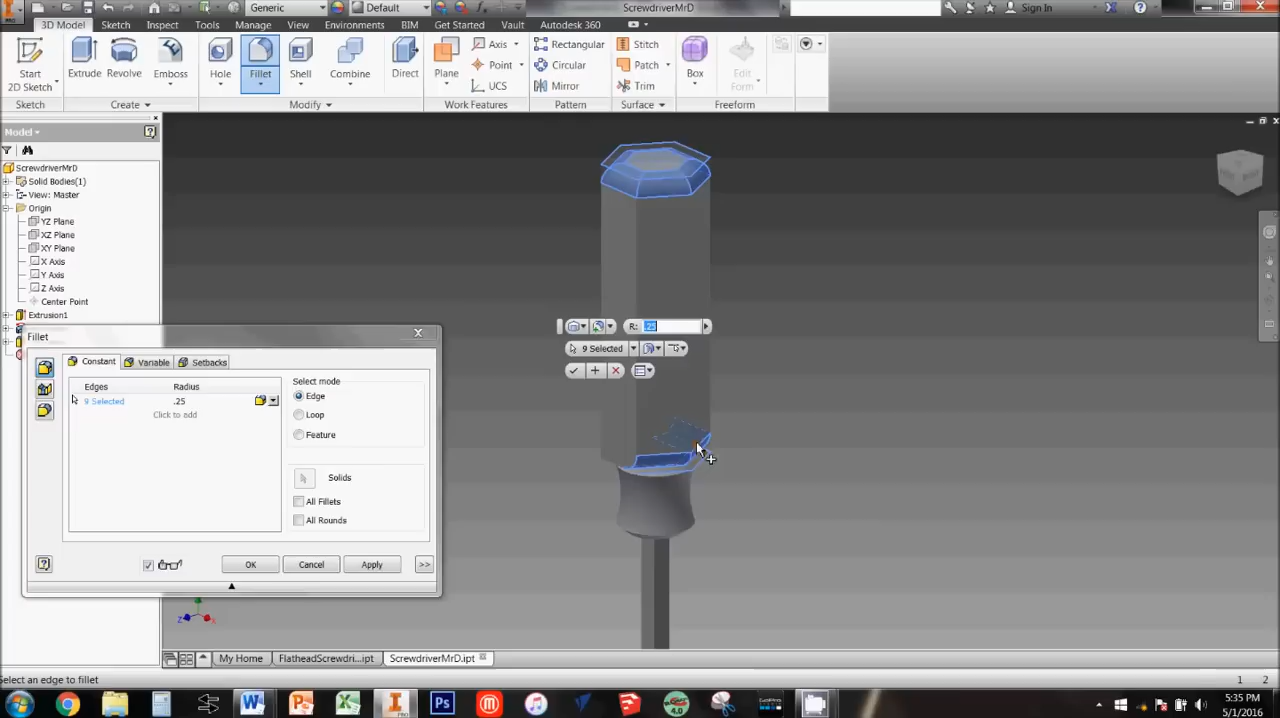 Generic
Default
ScrewdriverMrD
Sign In
3D Model
Sketch
Inspect
Tools
Manage
View
Environments
BIM
Get Started
Vault
Autodesk 360
Start
2D Sketch
Extrude
Revolve
Emboss
Hole
Fillet
Shell
Combine
Direct
Plane
Axis
Point
UCS
Rectangular
Circular
Mirror
Stitch
Patch
Trim
Box
Edit
Form
Sketch
Create
Modify
Work Features
Pattern
Surface
Freeform
Model
ScrewdriverMrD
Solid Bodies(1)
View: Master
Origin
YZ Plane
XZ Plane
XY Plane
X Axis
Y Axis
Z Axis
Center Point
Extrusion1
Fillet
Constant
Variable
Setbacks
Edges
Radius
9 Selected
.25
Click to add
Select mode
Edge
Loop
Feature
Solids
All Fillets
All Rounds
OK
Cancel
Apply
>>
R:
.25
9 Selected
Z
X
My Home
FlatheadScrewdri...ipt
ScrewdriverMrD.ipt
Select an edge to fillet
1
2
5:35 PM
5/1/2016